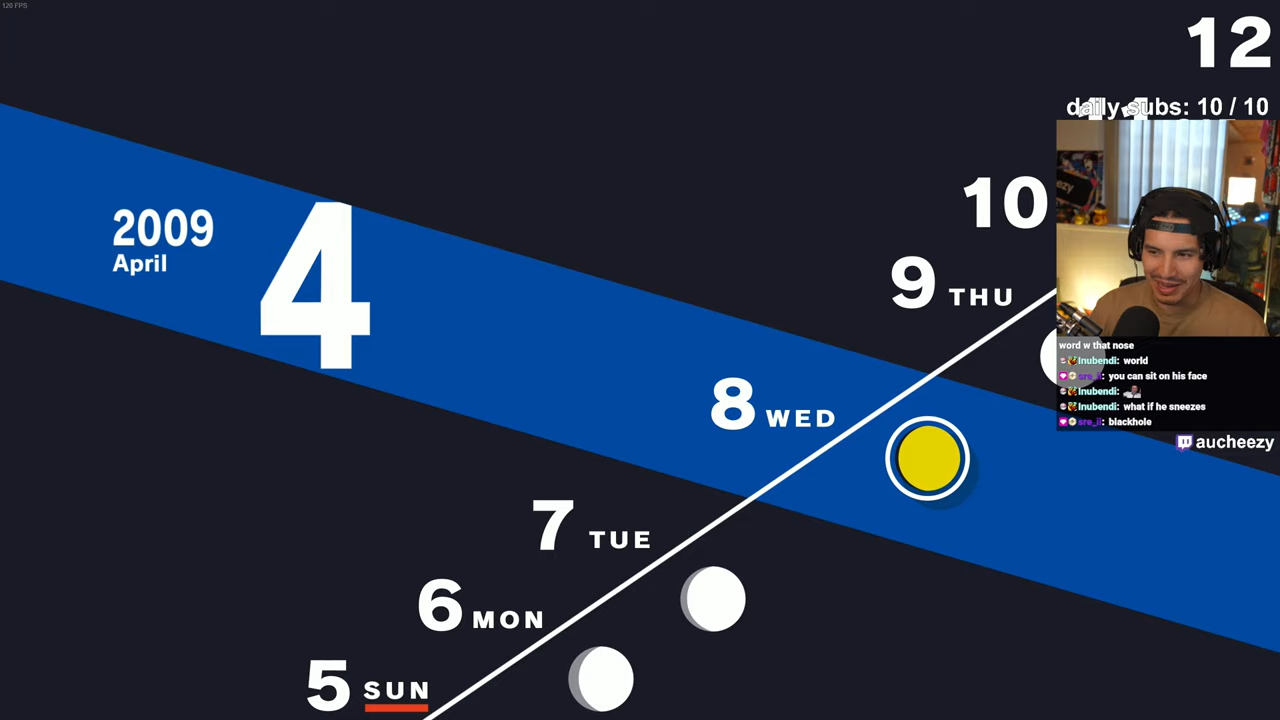 120 FPS
12
daily subs: 10 / 10
10
2009
April
4
9 THU
word w that nose
Inubendi: world
sre_ii: you can sit on his face
Inubendi:
Inubendi: what if he sneezes
sre_ii: blackhole
aucheezy
8 WED
7 TUE
6 MON
5 SUN